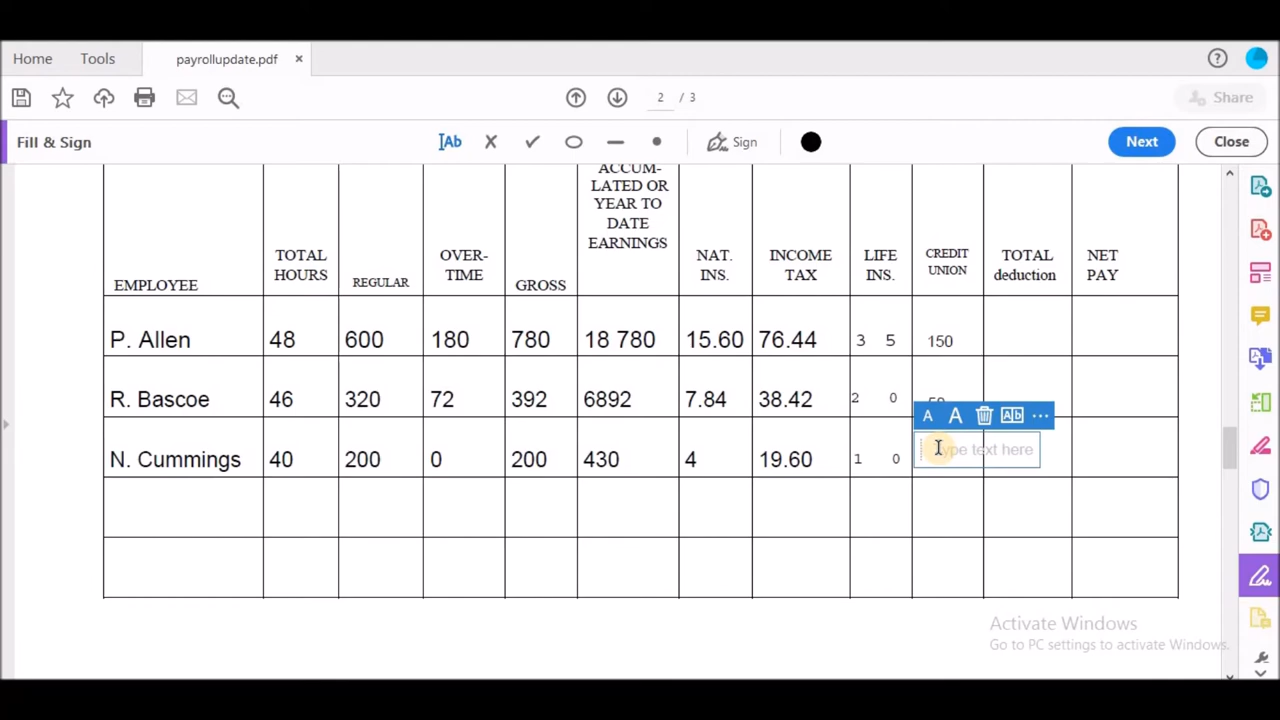 Home Tools payrollupdate.pdf
2 / 3 Share
Fill & Sign Ab Sign Next Close
ACCUM-
LATED OR
YEAR TO
DATE
EARNINGS
EMPLOYEE TOTAL HOURS REGULAR OVER-TIME GROSS NAT. INS. INCOME TAX LIFE INS. CREDIT UNION TOTAL deduction NET PAY
P. Allen 48 600 180 780 18 780 15.60 76.44 3 5 150
R. Bascoe 46 320 72 392 6892 7.84 38.42 2 0
A A Ab
N. Cummings 40 200 0 200 430 4 19.60 1 0 Type text here
Activate Windows
Go to PC settings to activate Windows.